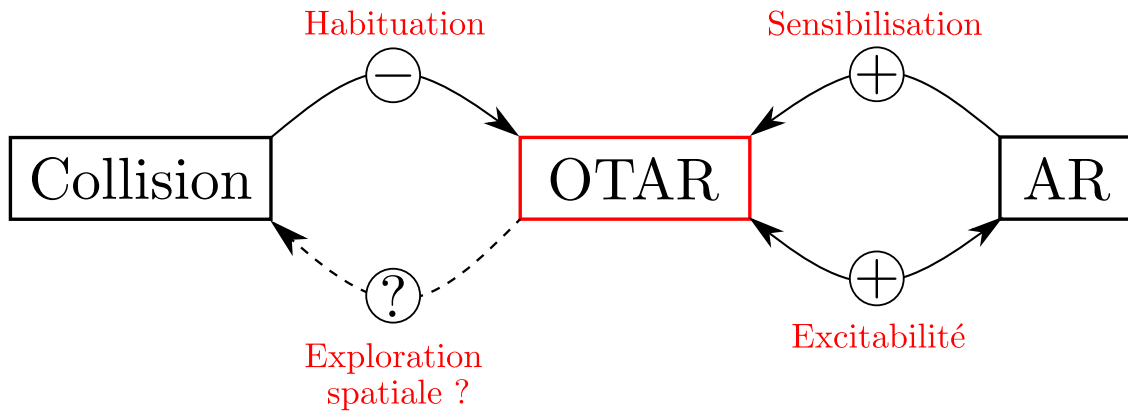 Habituation
Sensibilisation
−
+
Collision
OTAR
AR
?
+
Excitabilité
Exploration
spatiale ?